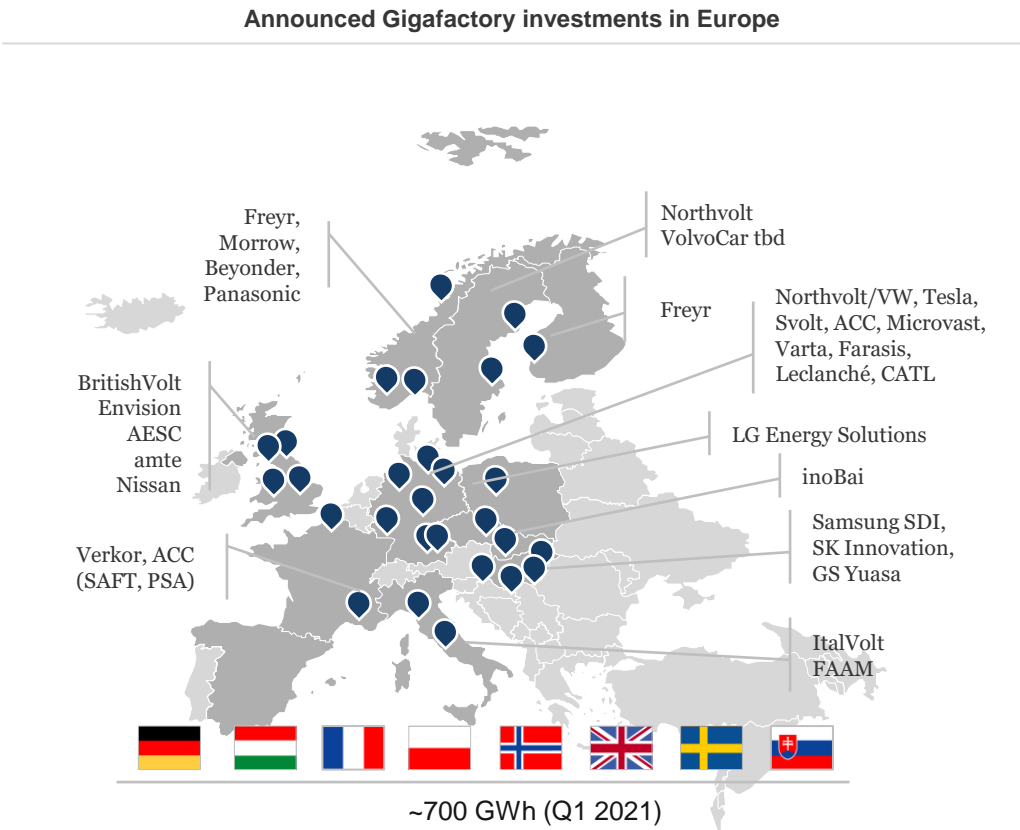 Announced Gigafactory investments in Europe
Freyr,
Morrow,
Beyonder,
Panasonic
Northvolt
VolvoCar tbd
Freyr
Northvolt/VW, Tesla,
Svolt, ACC, Microvast,
Varta, Farasis,
Leclanché, CATL
BritishVolt
Envision
AESC
amte
Nissan
LG Energy Solutions
inoBai
Samsung SDI,
SK Innovation,
GS Yuasa
Verkor, ACC
(SAFT, PSA)
ItalVolt
FAAM
~700 GWh (Q1 2021)